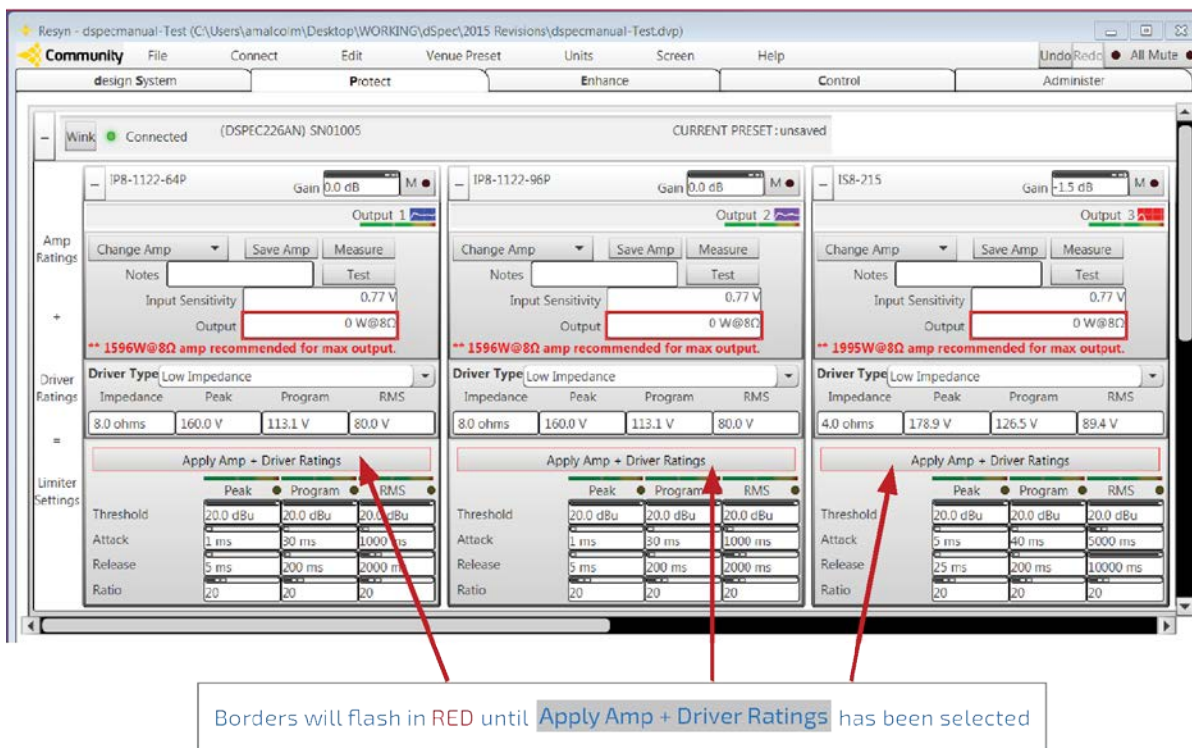 Resyn - dspecmanual-Test (C:\Users\amalcolm\Desktop\WORKING\dSpec\2015 Revisions\dspecmanual-Test.dvp)
Community File Connect Edit Venue Preset Units Screen Help Undo Redo All Mute
design System Protect Enhance Control Administer
Wink Connected (DSPEC226AN) SN01005 CURRENT PRESET: unsaved
Amp Ratings
+
Driver Ratings
=
Limiter Settings
IP8-1122-64P Gain 0.0 dB M
Output 1
Change Amp Save Amp Measure
Notes Test
Input Sensitivity 0.77 V
Output 0 W@8Ω
** 1596W@8Ω amp recommended for max output.
Driver Type Low Impedance
Impedance Peak Program RMS
8.0 ohms 160.0 V 113.1 V 80.0 V
Apply Amp + Driver Ratings
Peak Program RMS
Threshold 20.0 dBu 20.0 dBu 20.0 dBu
Attack 1 ms 30 ms 1000 ms
Release 5 ms 200 ms 2000 ms
Ratio 20 20 20
IP8-1122-96P Gain 0.0 dB M
Output 2
Change Amp Save Amp Measure
Notes Test
Input Sensitivity 0.77 V
Output 0 W@8Ω
** 1596W@8Ω amp recommended for max output.
Driver Type Low Impedance
Impedance Peak Program RMS
8.0 ohms 160.0 V 113.1 V 80.0 V
Apply Amp + Driver Ratings
Peak Program RMS
Threshold 20.0 dBu 20.0 dBu 20.0 dBu
Attack 1 ms 30 ms 1000 ms
Release 5 ms 200 ms 2000 ms
Ratio 20 20 20
IS8-215 Gain -1.5 dB M
Output 3
Change Amp Save Amp Measure
Notes Test
Input Sensitivity 0.77 V
Output 0 W@8Ω
** 1995W@8Ω amp recommended for max output.
Driver Type Low Impedance
Impedance Peak Program RMS
4.0 ohms 178.9 V 126.5 V 89.4 V
Apply Amp + Driver Ratings
Peak Program RMS
Threshold 20.0 dBu 20.0 dBu 20.0 dBu
Attack 5 ms 40 ms 5000 ms
Release 25 ms 200 ms 10000 ms
Ratio 20 20 20
Borders will flash in RED until Apply Amp + Driver Ratings has been selected